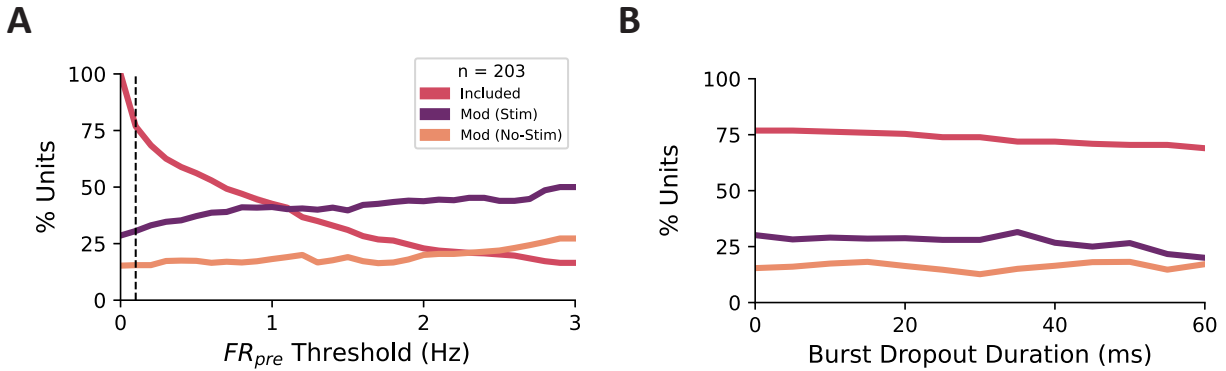 A
B
% Units
100
75
50
25
0
0
1
2
3
FRpre Threshold (Hz)
n = 203
Included
Mod (Stim)
Mod (No-Stim)
% Units
100
75
50
25
0
0
20
40
60
Burst Dropout Duration (ms)